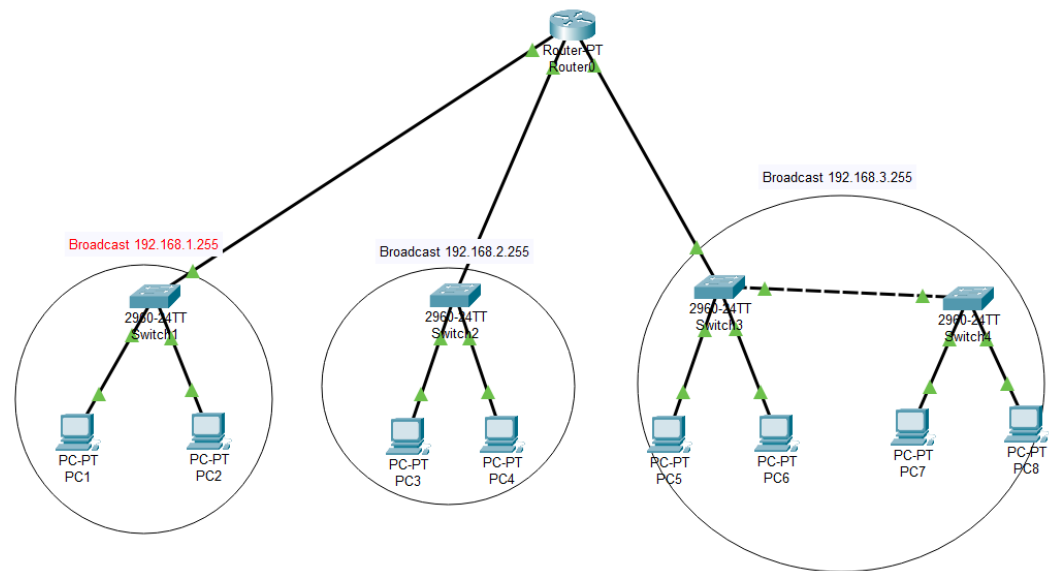 Router-PT
Router0
Broadcast 192.168.3.255
Broadcast 192.168.1.255
Broadcast 192.168.2.255
2960-24TT
Switch1
2960-24TT
Switch2
2960-24TT
Switch3
2960-24TT
Switch4
PC-PT
PC1
PC-PT
PC2
PC-PT
PC3
PC-PT
PC4
PC-PT
PC5
PC-PT
PC6
PC-PT
PC7
PC-PT
PC8